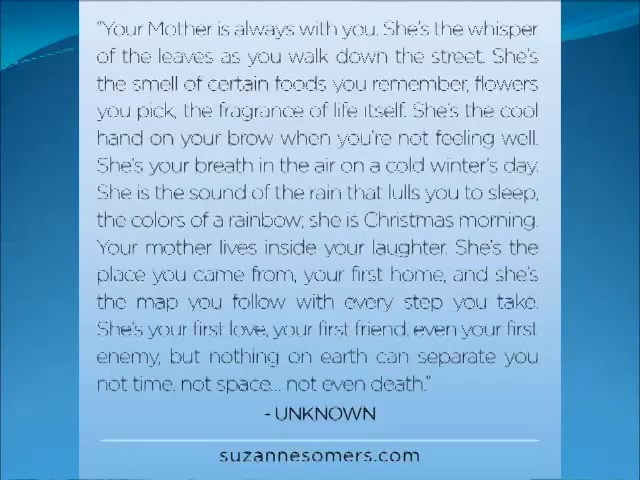 "Your Mother is always with you. She's the whisper
of the leaves as you walk down the street. She's
the smell of certain foods you remember, flowers
you pick, the fragrance of life itself. She's the cool
hand on your brow when you're not feeling well.
She's your breath in the air on a cold winter's day.
She is the sound of the rain that lulls you to sleep,
the colors of a rainbow; she is Christmas morning.
Your mother lives inside your laughter. She's the
place you came from, your first home, and she's
the map you follow with every step you take.
She's your first love, your first friend, even your first
enemy, but nothing on earth can separate you
not time, not space... not even death."
- UNKNOWN
suzannesomers.com